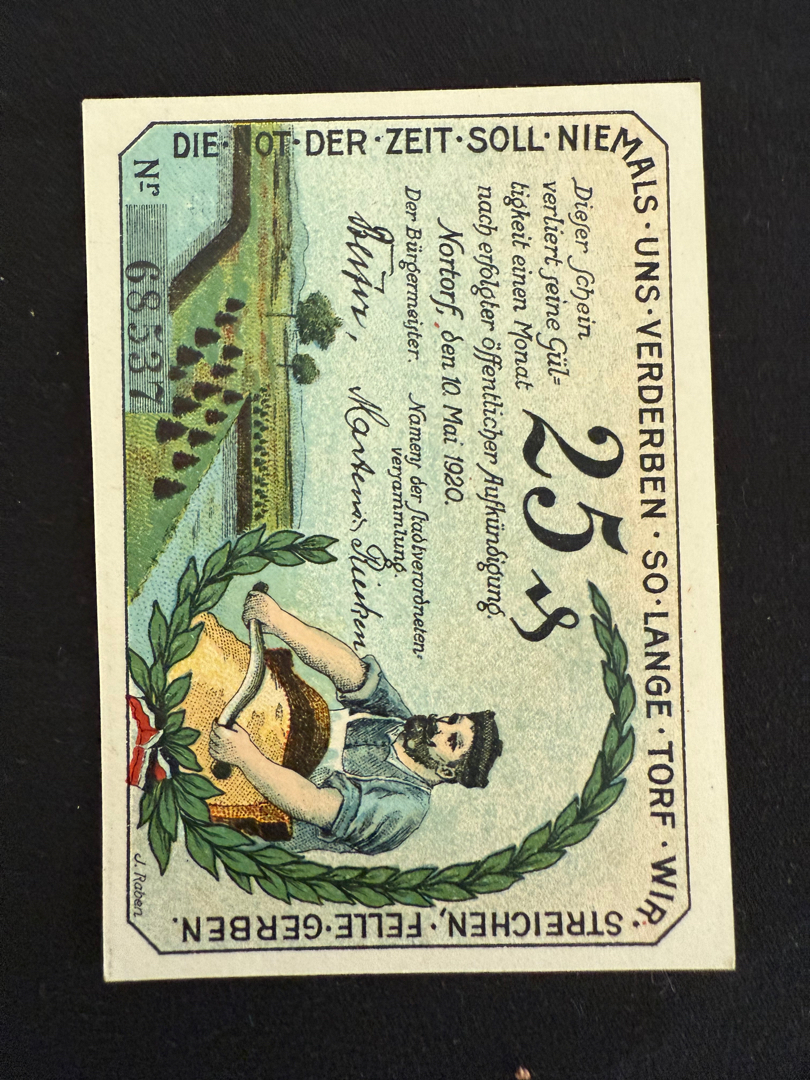 DIE·NOT·DER·ZEIT·SOLL·NIEMALS·UNS·VERDERBEN·SO·LANGE·TORF·WIR·STREICHEN, FELLE·GERBEN.
25 ₰
Dieser Schein
verliert seine Gül=
tigkeit einen Monat
nach erfolgter öffentlicher Aufkündigung.
Nortorf, den 10. Mai 1920.
Der Bürgermeister. Namens der Stadtverordneten-
versammlung.
Martens, Rieken
Nr 68537
J. Raben